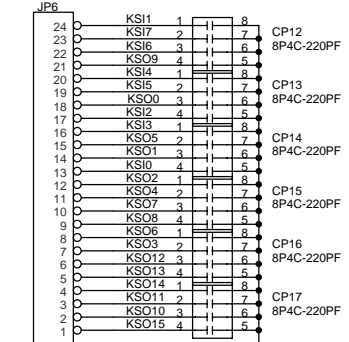 JP6
24 KSI1 1 8
23 KSI7 2 7 CP12
22 KSI6 3 6 8P4C-220PF
21 KSO9 4 5
20 KSI4 1 8
19 KSI5 2 7 CP13
18 KSO0 3 6 8P4C-220PF
17 KSI2 4 5
16 KSI3 1 8
15 KSO5 2 7 CP14
14 KSO1 3 6 8P4C-220PF
13 KSI0 4 5
12 KSO2 1 8
11 KSO4 2 7 CP15
10 KSO7 3 6 8P4C-220PF
9 KSO8 4 5
8 KSO6 1 8
7 KSO3 2 7 CP16
6 KSO12 3 6 8P4C-220PF
5 KSO13 4 5
4 KSO14 1 8
3 KSO11 2 7 CP17
2 KSO10 3 6 8P4C-220PF
1 KSO15 4 5